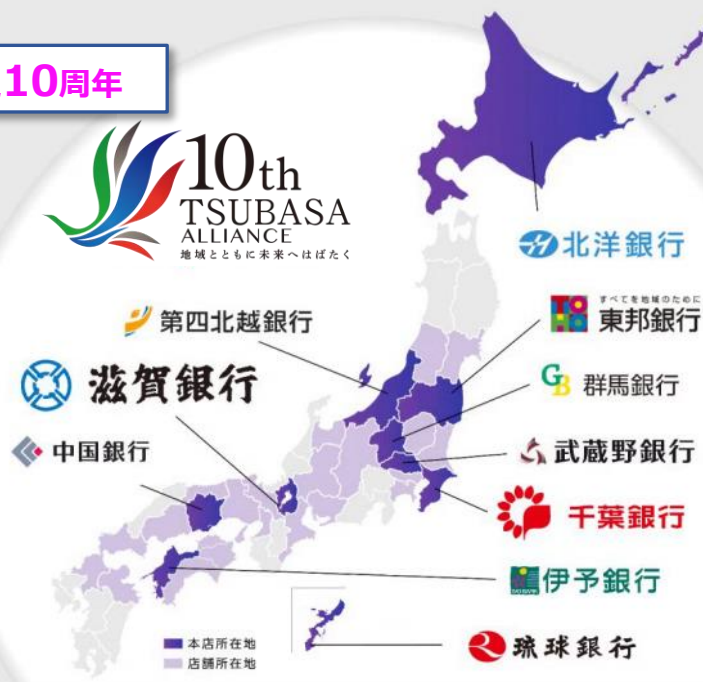 10周年
10th
TSUBASA
ALLIANCE
地域とともに未来へはばたく
北洋銀行
すべてを地域のために
TOHO
東邦銀行
第四北越銀行
滋賀銀行
GB
群馬銀行
中国銀行
武蔵野銀行
千葉銀行
伊予銀行
琉球銀行
本店所在地
店舗所在地